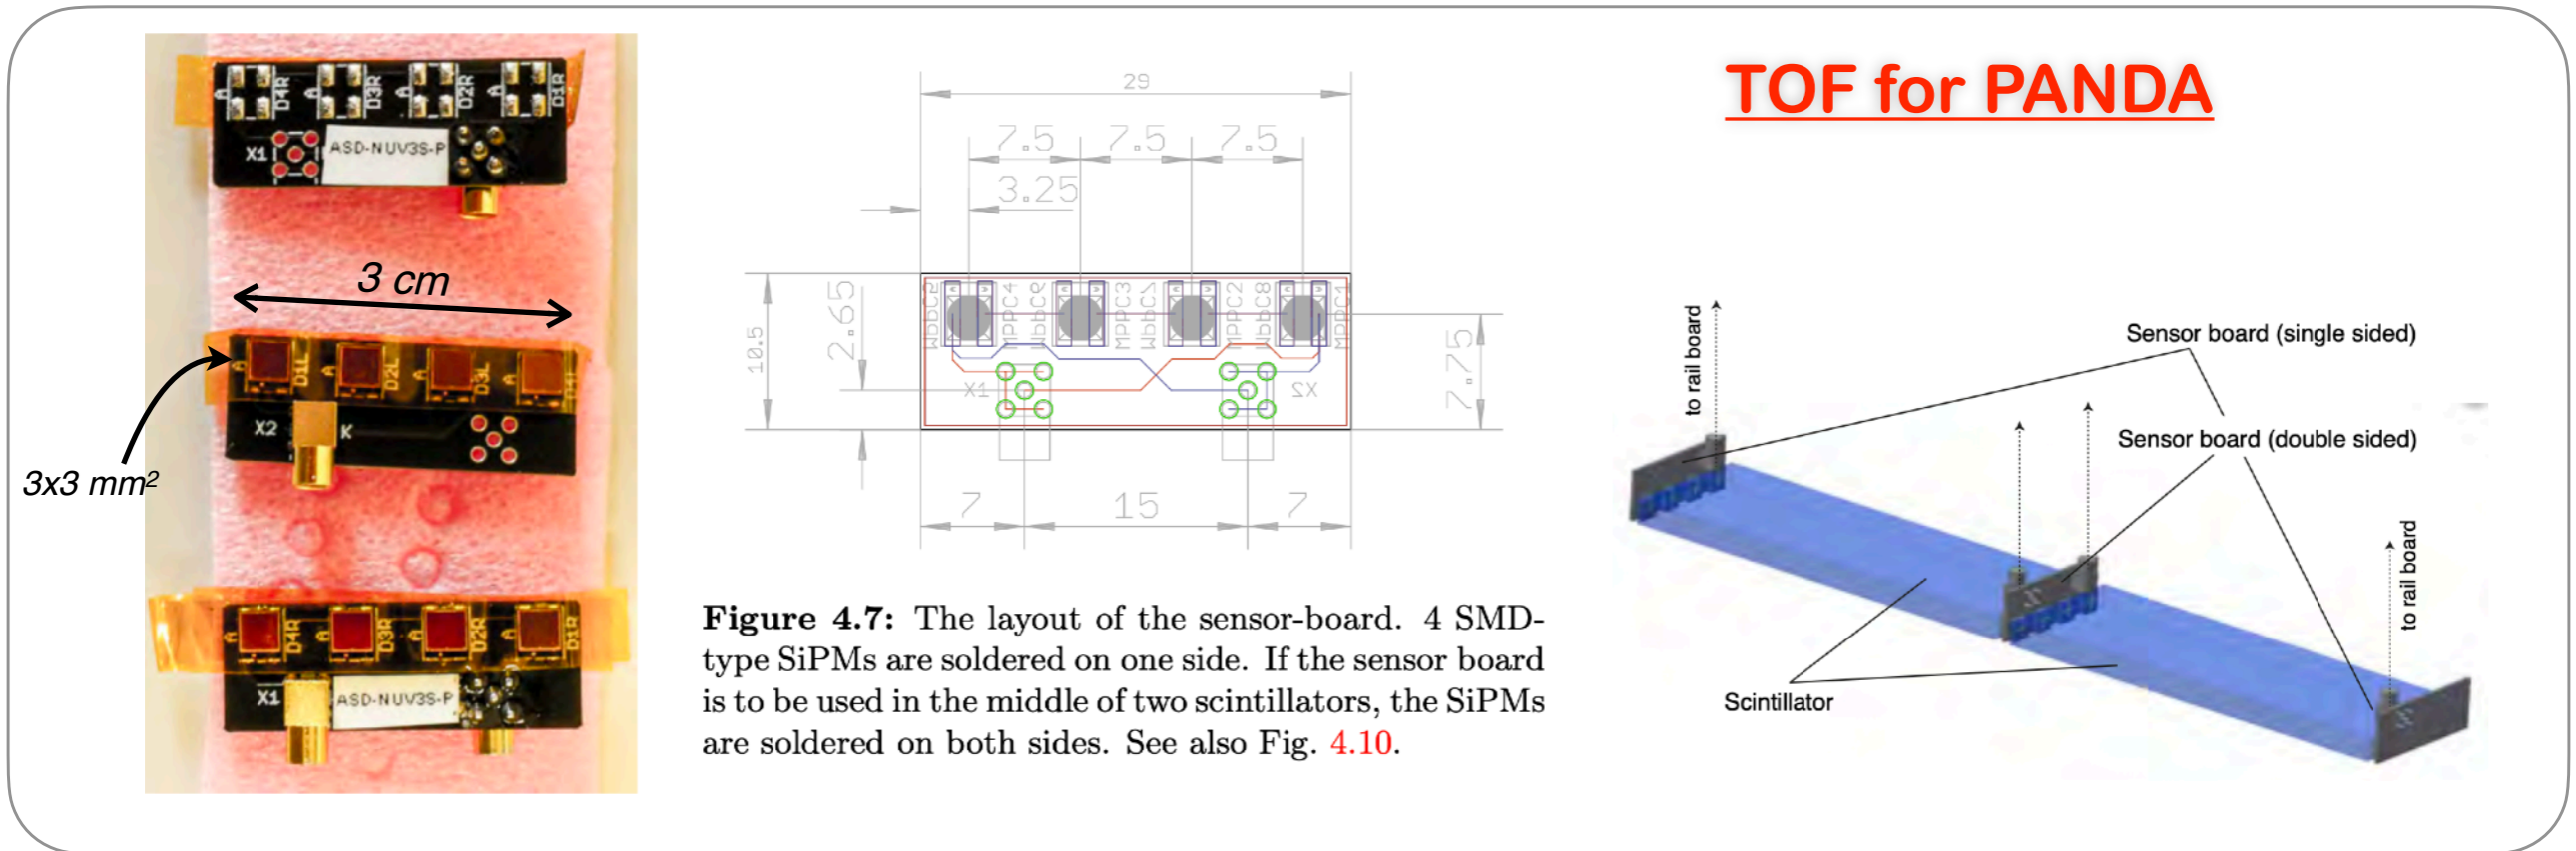 TOF for PANDA
D4R
D3R
D2R
D1R
X1
ASD-NUV3S-P
3 cm
D1L
D2L
D3L
X2
K
3x3 mm²
D4R
D3R
D2R
D1R
X1
ASD-NUV3S-P
29
7.5
7.5
7.5
3.25
10.5
2.65
7.75
MPPC4
MPPC3
MPPC2
MPPC1
X1
X2
7
15
7
Figure 4.7: The layout of the sensor-board. 4 SMD-
type SiPMs are soldered on one side. If the sensor board
is to be used in the middle of two scintillators, the SiPMs
are soldered on both sides. See also Fig. 4.10.
to rail board
Sensor board (single sided)
Sensor board (double sided)
to rail board
Scintillator